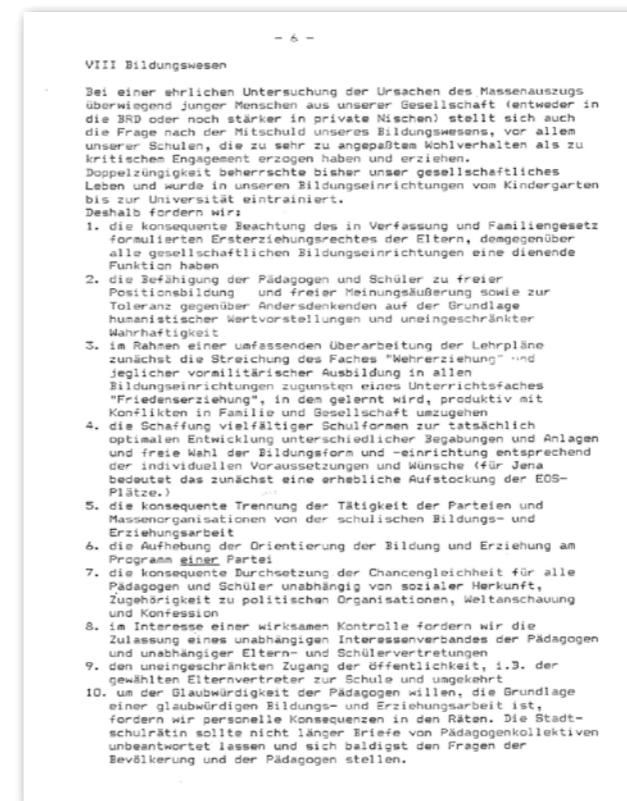 - 6 -
VIII Bildungswesen
Bei einer ehrlichen Untersuchung der Ursachen des Massenauszugs
überwiegend junger Menschen aus unserer Gesellschaft (entweder in
die BRD oder noch stärker in private Nischen) stellt sich auch
die Frage nach der Mitschuld unseres Bildungswesens, vor allem
unserer Schulen, die zu sehr zu angepaßtem Wohlverhalten als zu
kritischem Engagement erzogen haben und erziehen.
Doppelzüngigkeit beherrschte bisher unser gesellschaftliches
Leben und wurde in unseren Bildungseinrichtungen vom Kindergarten
bis zur Universität eintrainiert.
Deshalb fordern wir:
1. die konsequente Beachtung des in Verfassung und Familiengesetz
formulierten Ersterziehungsrechtes der Eltern, demgegenüber
alle gesellschaftlichen Bildungseinrichtungen eine dienende
Funktion haben
2. die Befähigung der Pädagogen und Schüler zu freier
Positionsbildung und freier Meinungsäußerung sowie zur
Toleranz gegenüber Andersdenkenden auf der Grundlage
humanistischer Wertvorstellungen und uneingeschränkter
Wahrhaftigkeit
3. im Rahmen einer umfassenden Überarbeitung der Lehrpläne
zunächst die Streichung des Faches "Wehrerziehung" und
jeglicher vormilitärischer Ausbildung in allen
Bildungseinrichtungen zugunsten eines Unterrichtsfaches
"Friedenserziehung", in dem gelernt wird, produktiv mit
Konflikten in Familie und Gesellschaft umzugehen
4. die Schaffung vielfältiger Schulformen zur tatsächlich
optimalen Entwicklung unterschiedlicher Begabungen und Anlagen
und freie Wahl der Bildungsform und -einrichtung entsprechend
der individuellen Voraussetzungen und Wünsche (für Jena
bedeutet das zunächst eine erhebliche Aufstockung der EOS-
Plätze.)
5. die konsequente Trennung der Tätigkeit der Parteien und
Massenorganisationen von der schulischen Bildungs- und
Erziehungsarbeit
6. die Aufhebung der Orientierung der Bildung und Erziehung am
Programm einer Partei
7. die konsequente Durchsetzung der Chancengleichheit für alle
Pädagogen und Schüler unabhängig von sozialer Herkunft,
Zugehörigkeit zu politischen Organisationen, Weltanschauung
und Konfession
8. im Interesse einer wirksamen Kontrolle fordern wir die
Zulassung eines unabhängigen Interessenverbandes der Pädagogen
und unabhängiger Eltern- und Schülervertretungen
9. den uneingeschränkten Zugang der Öffentlichkeit, i.B. der
gewählten Elternvertreter zur Schule und umgekehrt
10. um der Glaubwürdigkeit der Pädagogen willen, die Grundlage
einer glaubwürdigen Bildungs- und Erziehungsarbeit ist,
fordern wir personelle Konsequenzen in den Räten. Die Stadt-
schulrätin sollte nicht länger Briefe von Pädagogenkollektiven
unbeantwortet lassen und sich baldigst den Fragen der
Bevölkerung und der Pädagogen stellen.